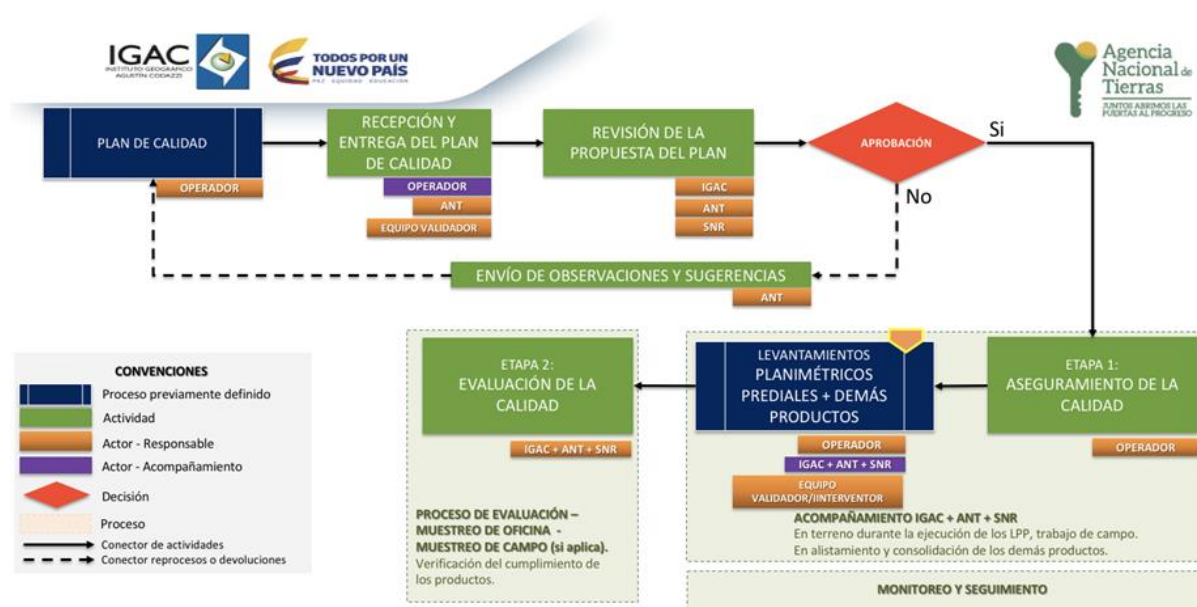 IGAC
INSTITUTO GEOGRÁFICO
AGUSTÍN CODAZZI
TODOS POR UN
NUEVO PAÍS
PAZ EQUIDAD EDUCACIÓN
Agencia
Nacional de
Tierras
JUNTOS ABRIMOS LAS
PUERTAS AL PROGRESO
PLAN DE CALIDAD
OPERADOR
RECEPCIÓN Y
ENTREGA DEL PLAN
DE CALIDAD
OPERADOR
ANT
EQUIPO VALIDADOR
REVISIÓN DE LA
PROPUESTA DEL PLAN
IGAC
ANT
SNR
APROBACIÓN
Si
No
ENVÍO DE OBSERVACIONES Y SUGERENCIAS
ANT
ETAPA 1:
ASEGURAMIENTO DE LA
CALIDAD
OPERADOR
LEVANTAMIENTOS
PLANIMÉTRICOS
PREDIALES + DEMÁS
PRODUCTOS
OPERADOR
IGAC + ANT + SNR
EQUIPO
VALIDADOR/IINTERVENTOR
ACOMPAÑAMIENTO IGAC + ANT + SNR
En terreno durante la ejecución de los LPP, trabajo de campo.
En alistamiento y consolidación de los demás productos.
MONITOREO Y SEGUIMIENTO
ETAPA 2:
EVALUACIÓN DE LA
CALIDAD
IGAC + ANT + SNR
PROCESO DE EVALUACIÓN –
MUESTREO DE OFICINA -
MUESTREO DE CAMPO (si aplica).
Verificación del cumplimiento de
los productos.
CONVENCIONES
Proceso previamente definido
Actividad
Actor - Responsable
Actor - Acompañamiento
Decisión
Proceso
Conector de actividades
Conector reprocesos o devoluciones